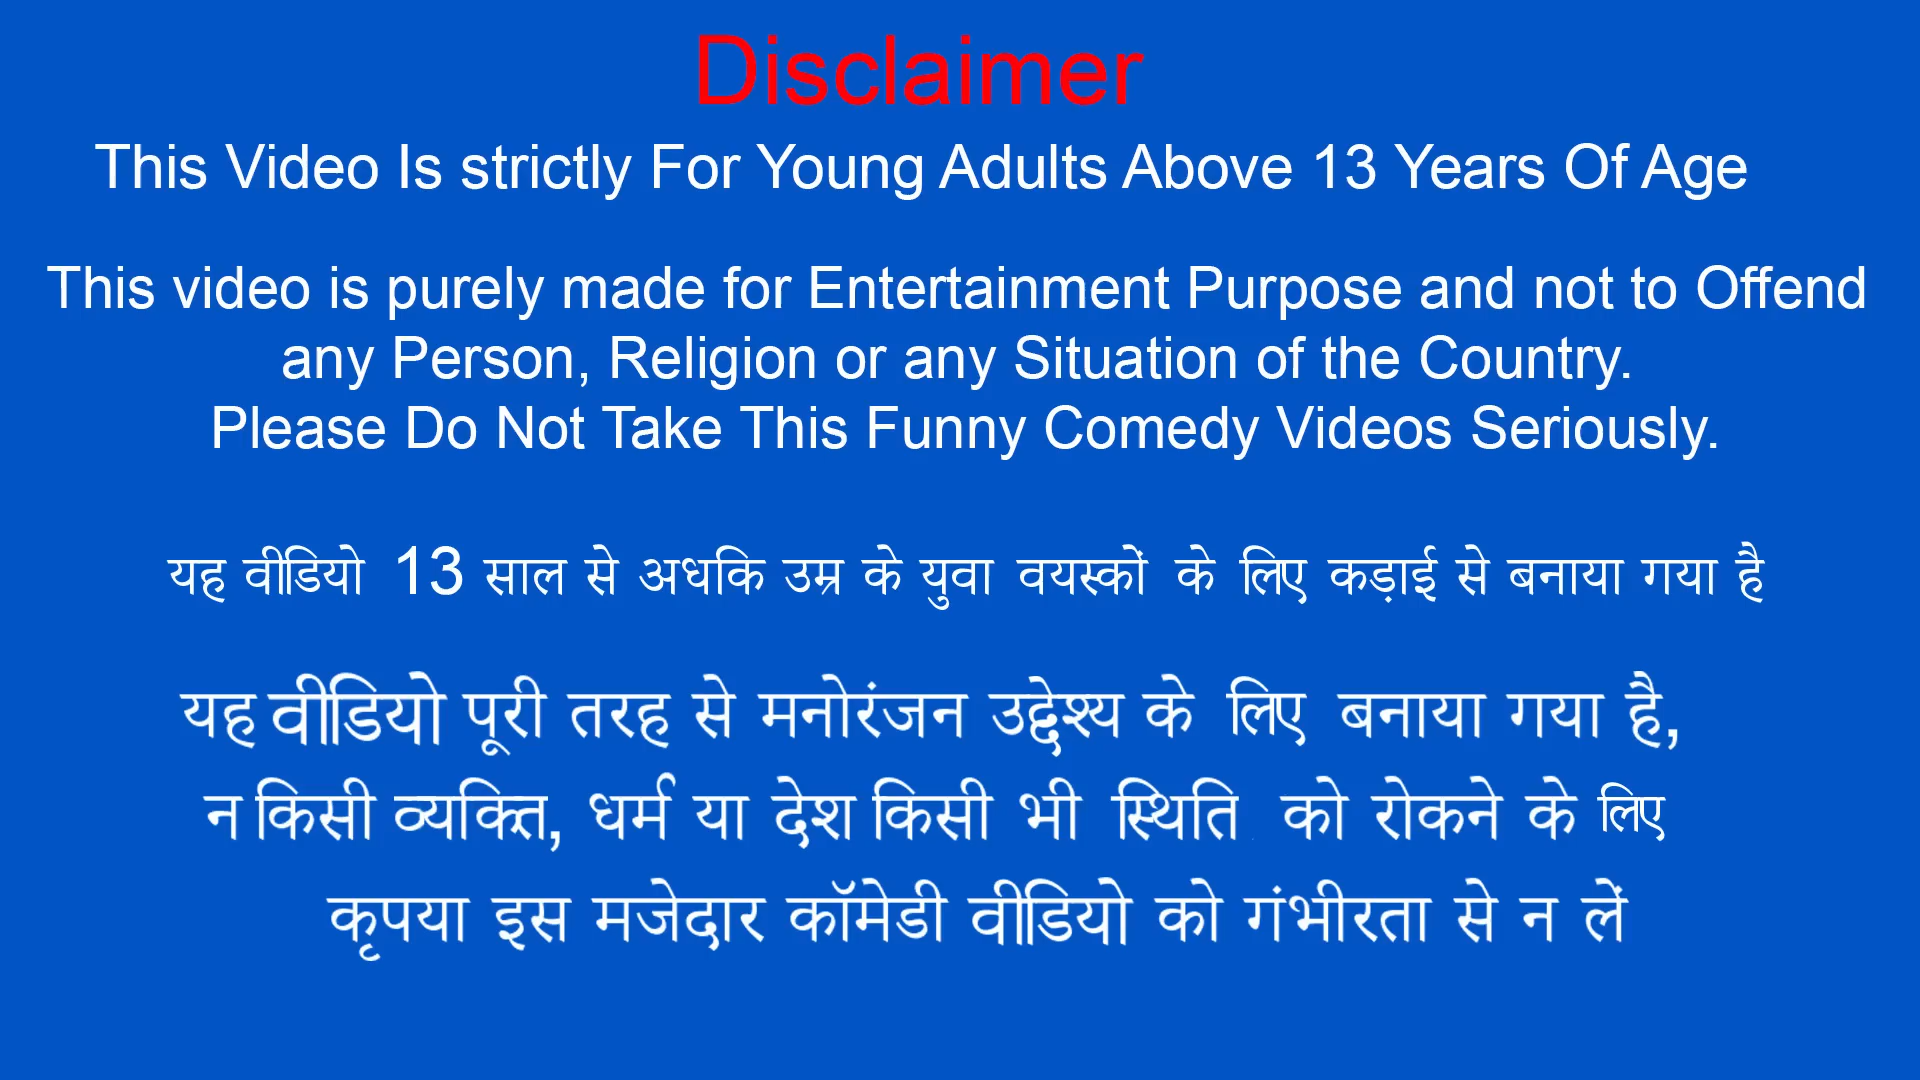 Disclaimer
This Video Is strictly For Young Adults Above 13 Years Of Age
This video is purely made for Entertainment Purpose and not to Offend
any Person, Religion or any Situation of the Country.
Please Do Not Take This Funny Comedy Videos Seriously.
यह वीडियो 13 साल से अधकि उम्र के युवा वयस्कों के लिए कड़ाई से बनाया गया है
यह वीडियो पूरी तरह से मनोरंजन उद्देश्य के लिए बनाया गया है,
न किसी व्यक्ति, धर्म या देश किसी भी स्थिति को रोकने के लिए
कृपया इस मजेदार कॉमेडी वीडियो को गंभीरता से न लें